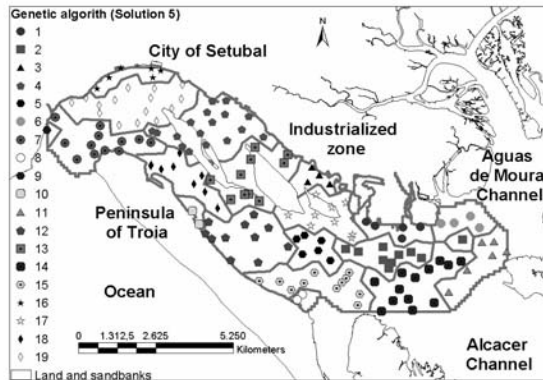 Genetic algorith (Solution 5)
1
2
3
4
5
6
7
8
9
10
11
12
13
14
15
16
17
18
19
Land and sandbanks
City of Setubal
N
Industrialized
zone
Aguas
de Moura
Channel
Peninsula
of Troia
Ocean
0 1.312,5 2.625 5.250
Kilometers
Alcacer
Channel